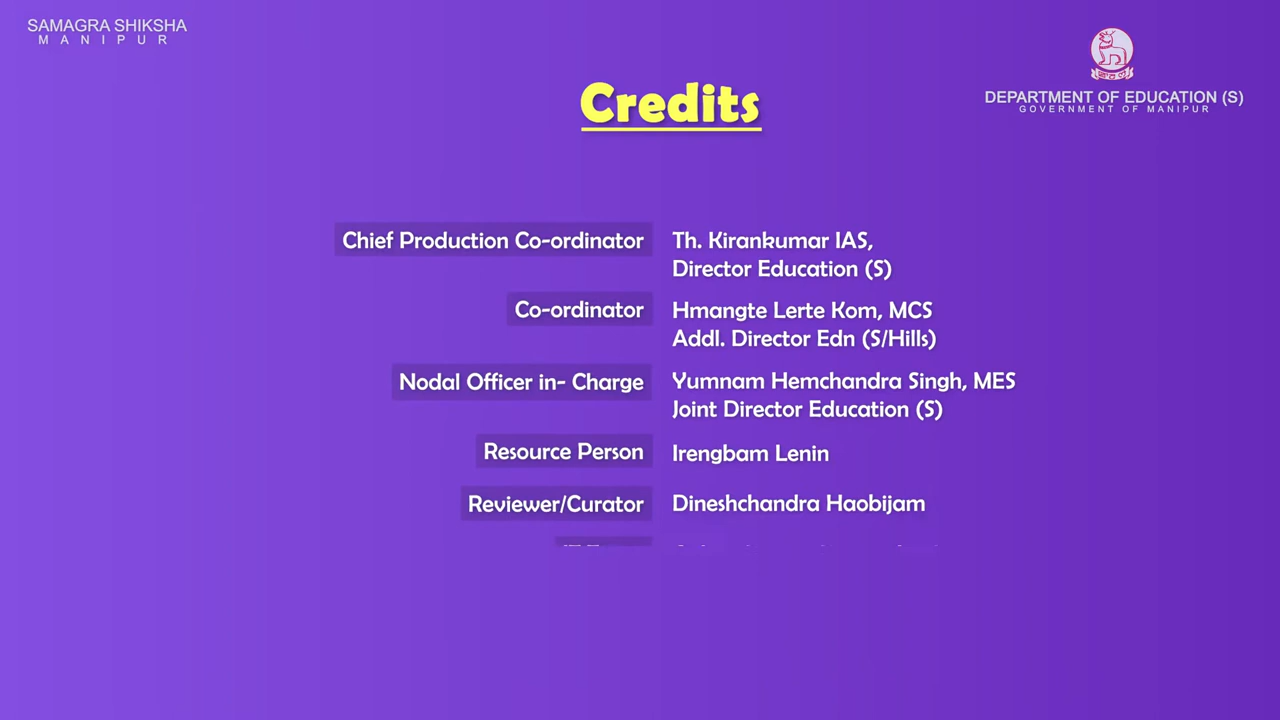 SAMAGRA SHIKSHA
MANIPUR
DEPARTMENT OF EDUCATION (S)
GOVERNMENT OF MANIPUR
Credits
Chief Production Co-ordinator Th. Kirankumar IAS,
Director Education (S)
Co-ordinator Hmangte Lerte Kom, MCS
Addl. Director Edn (S/Hills)
Nodal Officer in- Charge Yumnam Hemchandra Singh, MES
Joint Director Education (S)
Resource Person Irengbam Lenin
Reviewer/Curator Dineshchandra Haobijam